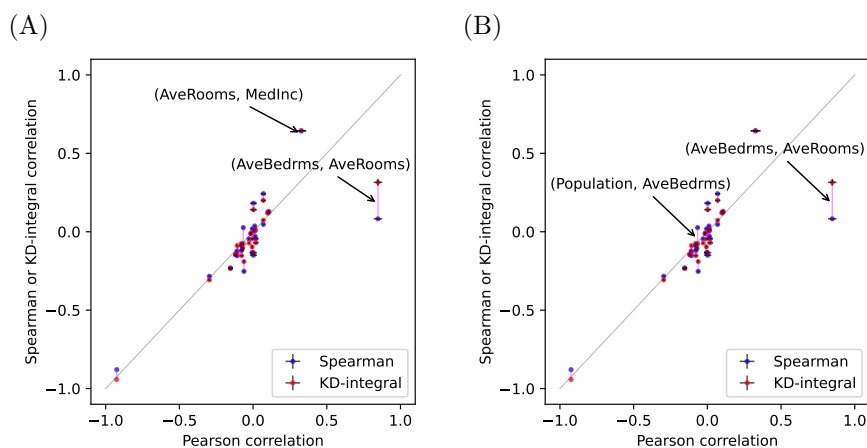 (A)
(B)
Spearman or KD-integral correlation
1.0
0.5
0.0
−0.5
−1.0
(AveRooms, MedInc)
(AveBedrms, AveRooms)
Spearman
KD-integral
−1.0
−0.5
0.0
0.5
1.0
Pearson correlation
Spearman or KD-integral correlation
1.0
0.5
0.0
−0.5
−1.0
(AveBedrms, AveRooms)
(Population, AveBedrms)
Spearman
KD-integral
−1.0
−0.5
0.0
0.5
1.0
Pearson correlation